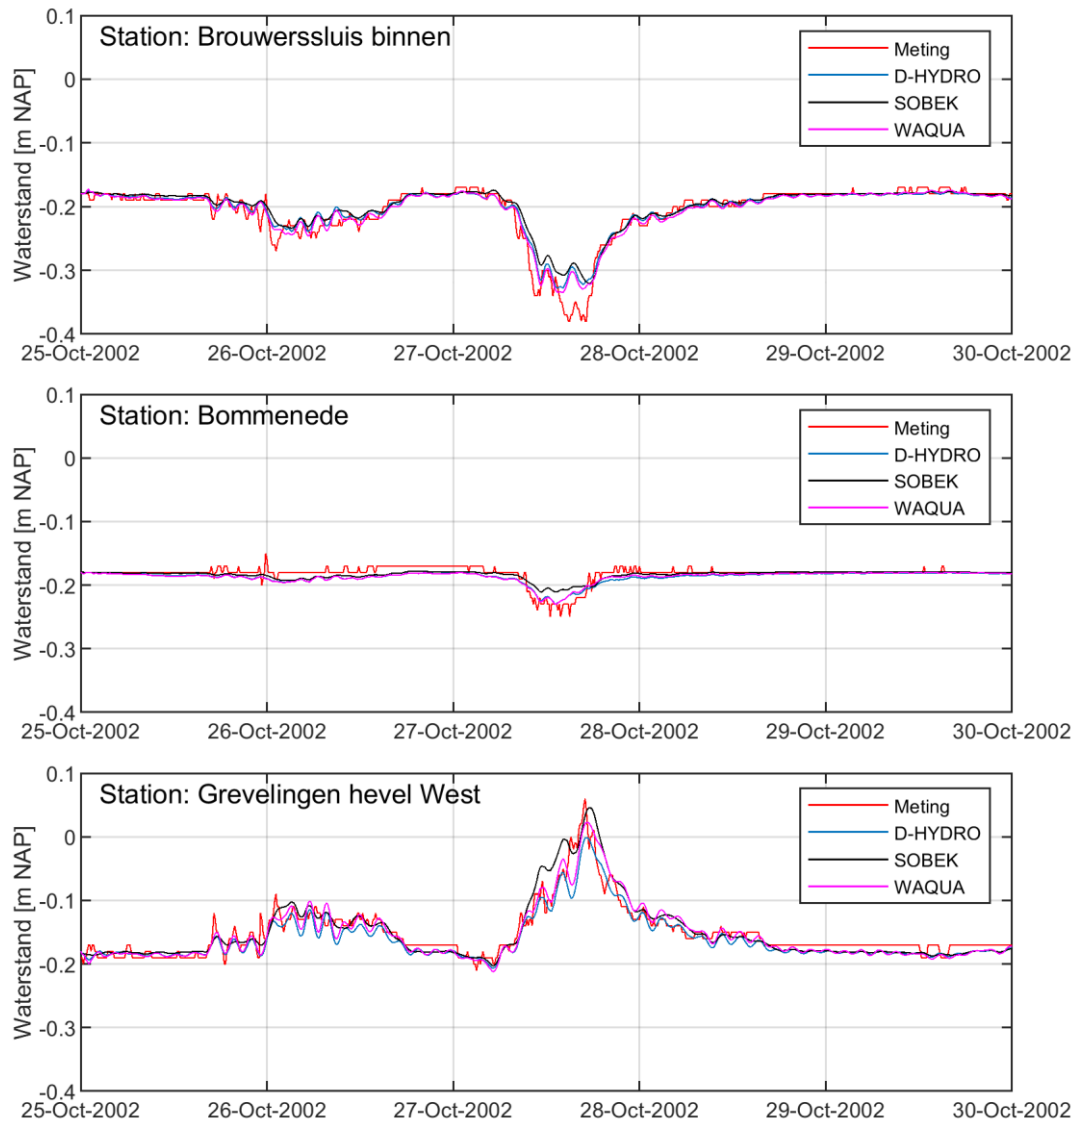 Station: Brouwerssluis binnen
Waterstand [m NAP]
0.1
0
-0.1
-0.2
-0.3
-0.4
Meting
D-HYDRO
SOBEK
WAQUA
25-Oct-2002 26-Oct-2002 27-Oct-2002 28-Oct-2002 29-Oct-2002 30-Oct-2002
Station: Bommenede
Waterstand [m NAP]
0.1
0
-0.1
-0.2
-0.3
-0.4
Meting
D-HYDRO
SOBEK
WAQUA
25-Oct-2002 26-Oct-2002 27-Oct-2002 28-Oct-2002 29-Oct-2002 30-Oct-2002
Station: Grevelingen hevel West
Waterstand [m NAP]
0.1
0
-0.1
-0.2
-0.3
-0.4
Meting
D-HYDRO
SOBEK
WAQUA
25-Oct-2002 26-Oct-2002 27-Oct-2002 28-Oct-2002 29-Oct-2002 30-Oct-2002